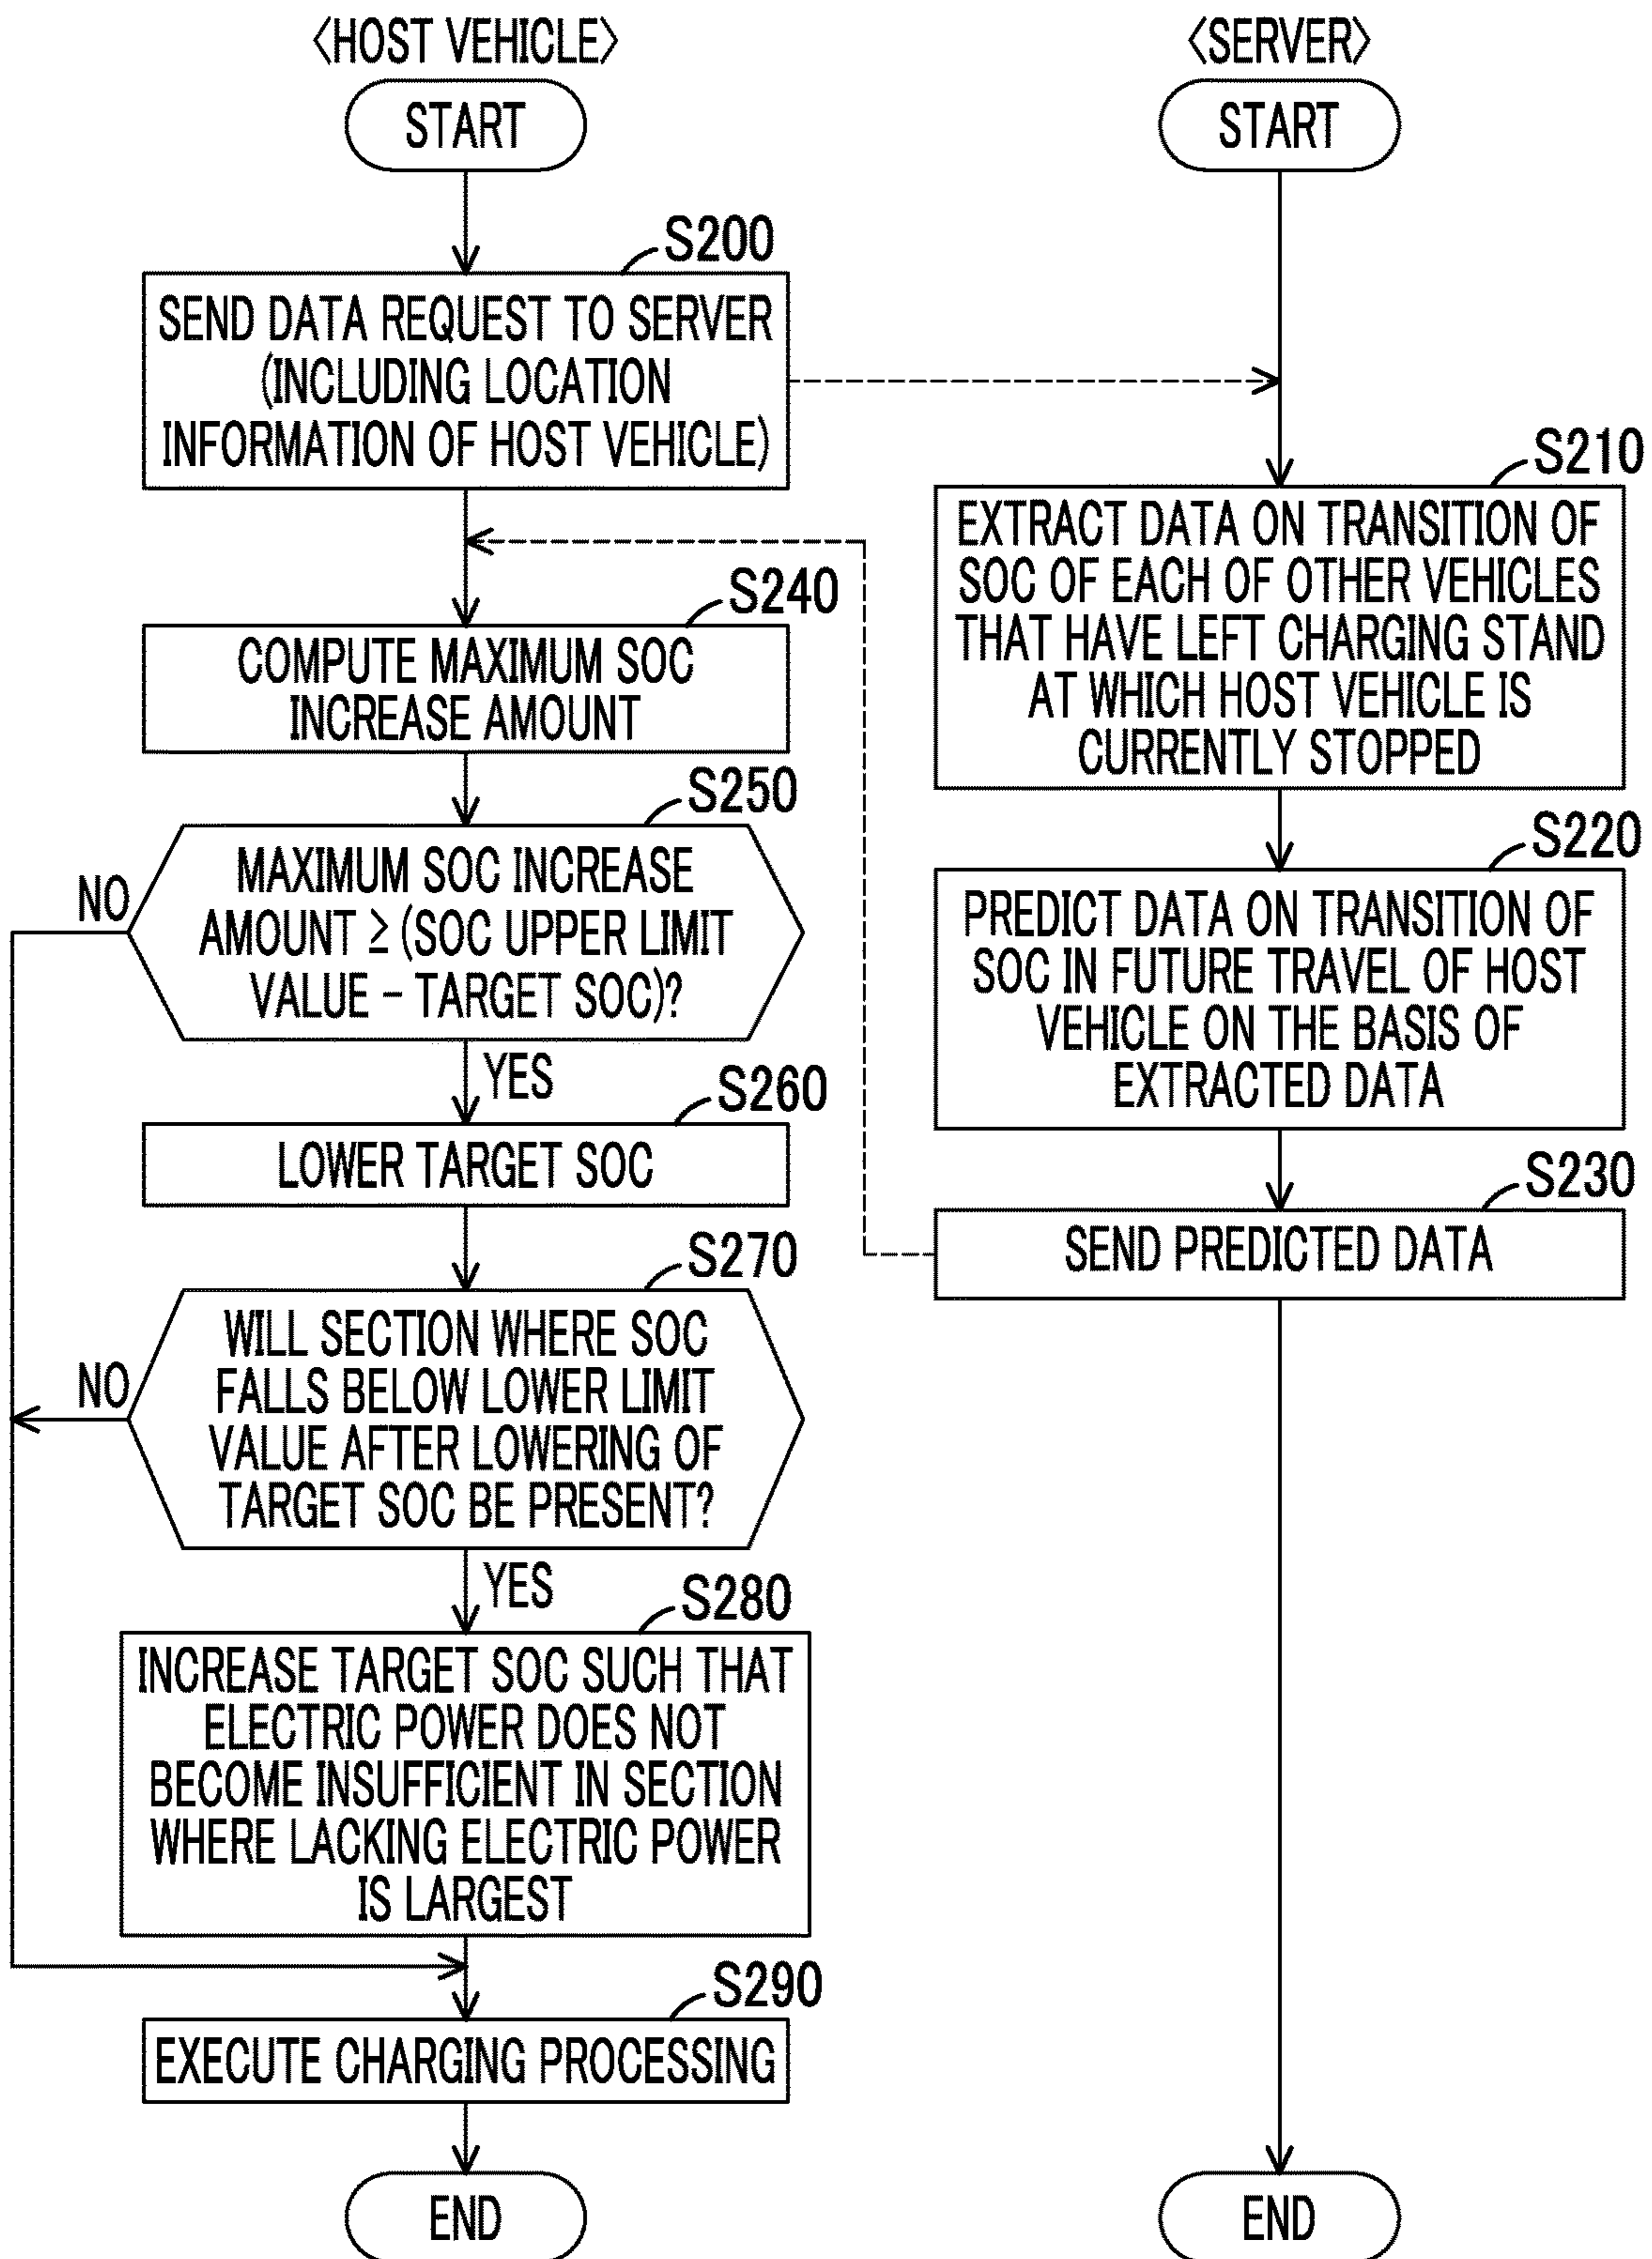 〈HOST VEHICLE〉
START
S200
SEND DATA REQUEST TO SERVER
(INCLUDING LOCATION
INFORMATION OF HOST VEHICLE)
S240
COMPUTE MAXIMUM SOC
INCREASE AMOUNT
S250
MAXIMUM SOC INCREASE
AMOUNT ≥ (SOC UPPER LIMIT
VALUE − TARGET SOC)?
NO
YES
S260
LOWER TARGET SOC
S270
WILL SECTION WHERE SOC
FALLS BELOW LOWER LIMIT
VALUE AFTER LOWERING OF
TARGET SOC BE PRESENT?
NO
YES
S280
INCREASE TARGET SOC SUCH THAT
ELECTRIC POWER DOES NOT
BECOME INSUFFICIENT IN SECTION
WHERE LACKING ELECTRIC POWER
IS LARGEST
S290
EXECUTE CHARGING PROCESSING
END
〈SERVER〉
START
S210
EXTRACT DATA ON TRANSITION OF
SOC OF EACH OF OTHER VEHICLES
THAT HAVE LEFT CHARGING STAND
AT WHICH HOST VEHICLE IS
CURRENTLY STOPPED
S220
PREDICT DATA ON TRANSITION OF
SOC IN FUTURE TRAVEL OF HOST
VEHICLE ON THE BASIS OF
EXTRACTED DATA
S230
SEND PREDICTED DATA
END